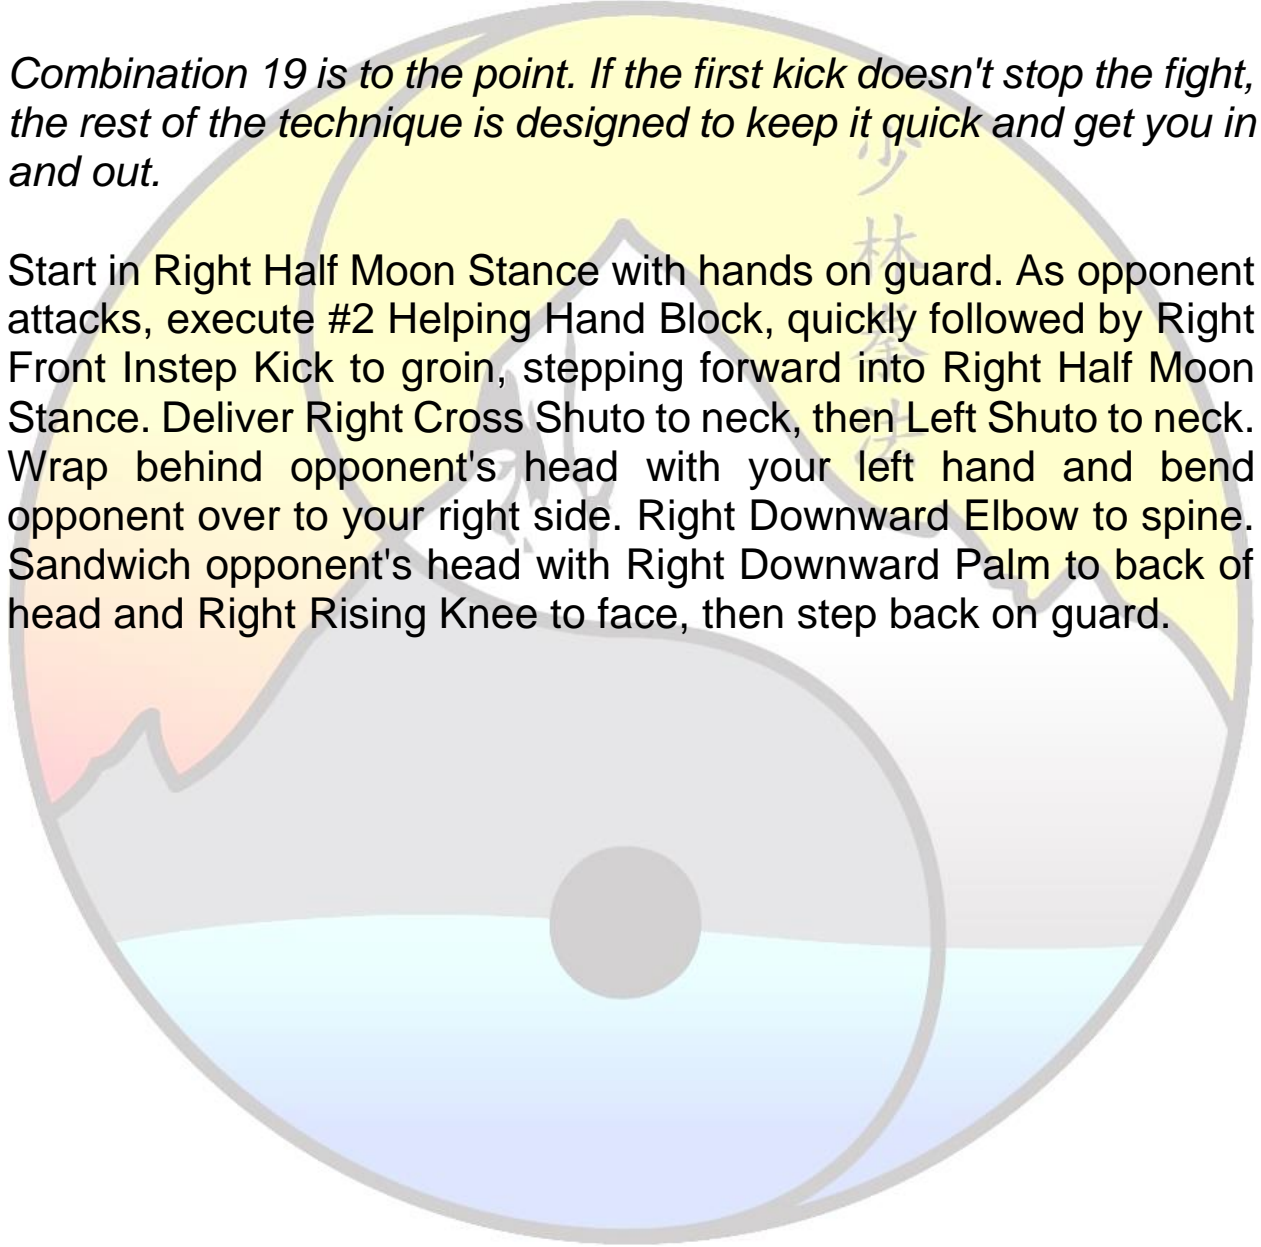 Combination 19 is to the point. If the first kick doesn't stop the fight,
the rest of the technique is designed to keep it quick and get you in
and out.
Start in Right Half Moon Stance with hands on guard. As opponent
attacks, execute #2 Helping Hand Block, quickly followed by Right
Front Instep Kick to groin, stepping forward into Right Half Moon
Stance. Deliver Right Cross Shuto to neck, then Left Shuto to neck.
Wrap behind opponent's head with your left hand and bend
opponent over to your right side. Right Downward Elbow to spine.
Sandwich opponent's head with Right Downward Palm to back of
head and Right Rising Knee to face, then step back on guard.
少林拳法